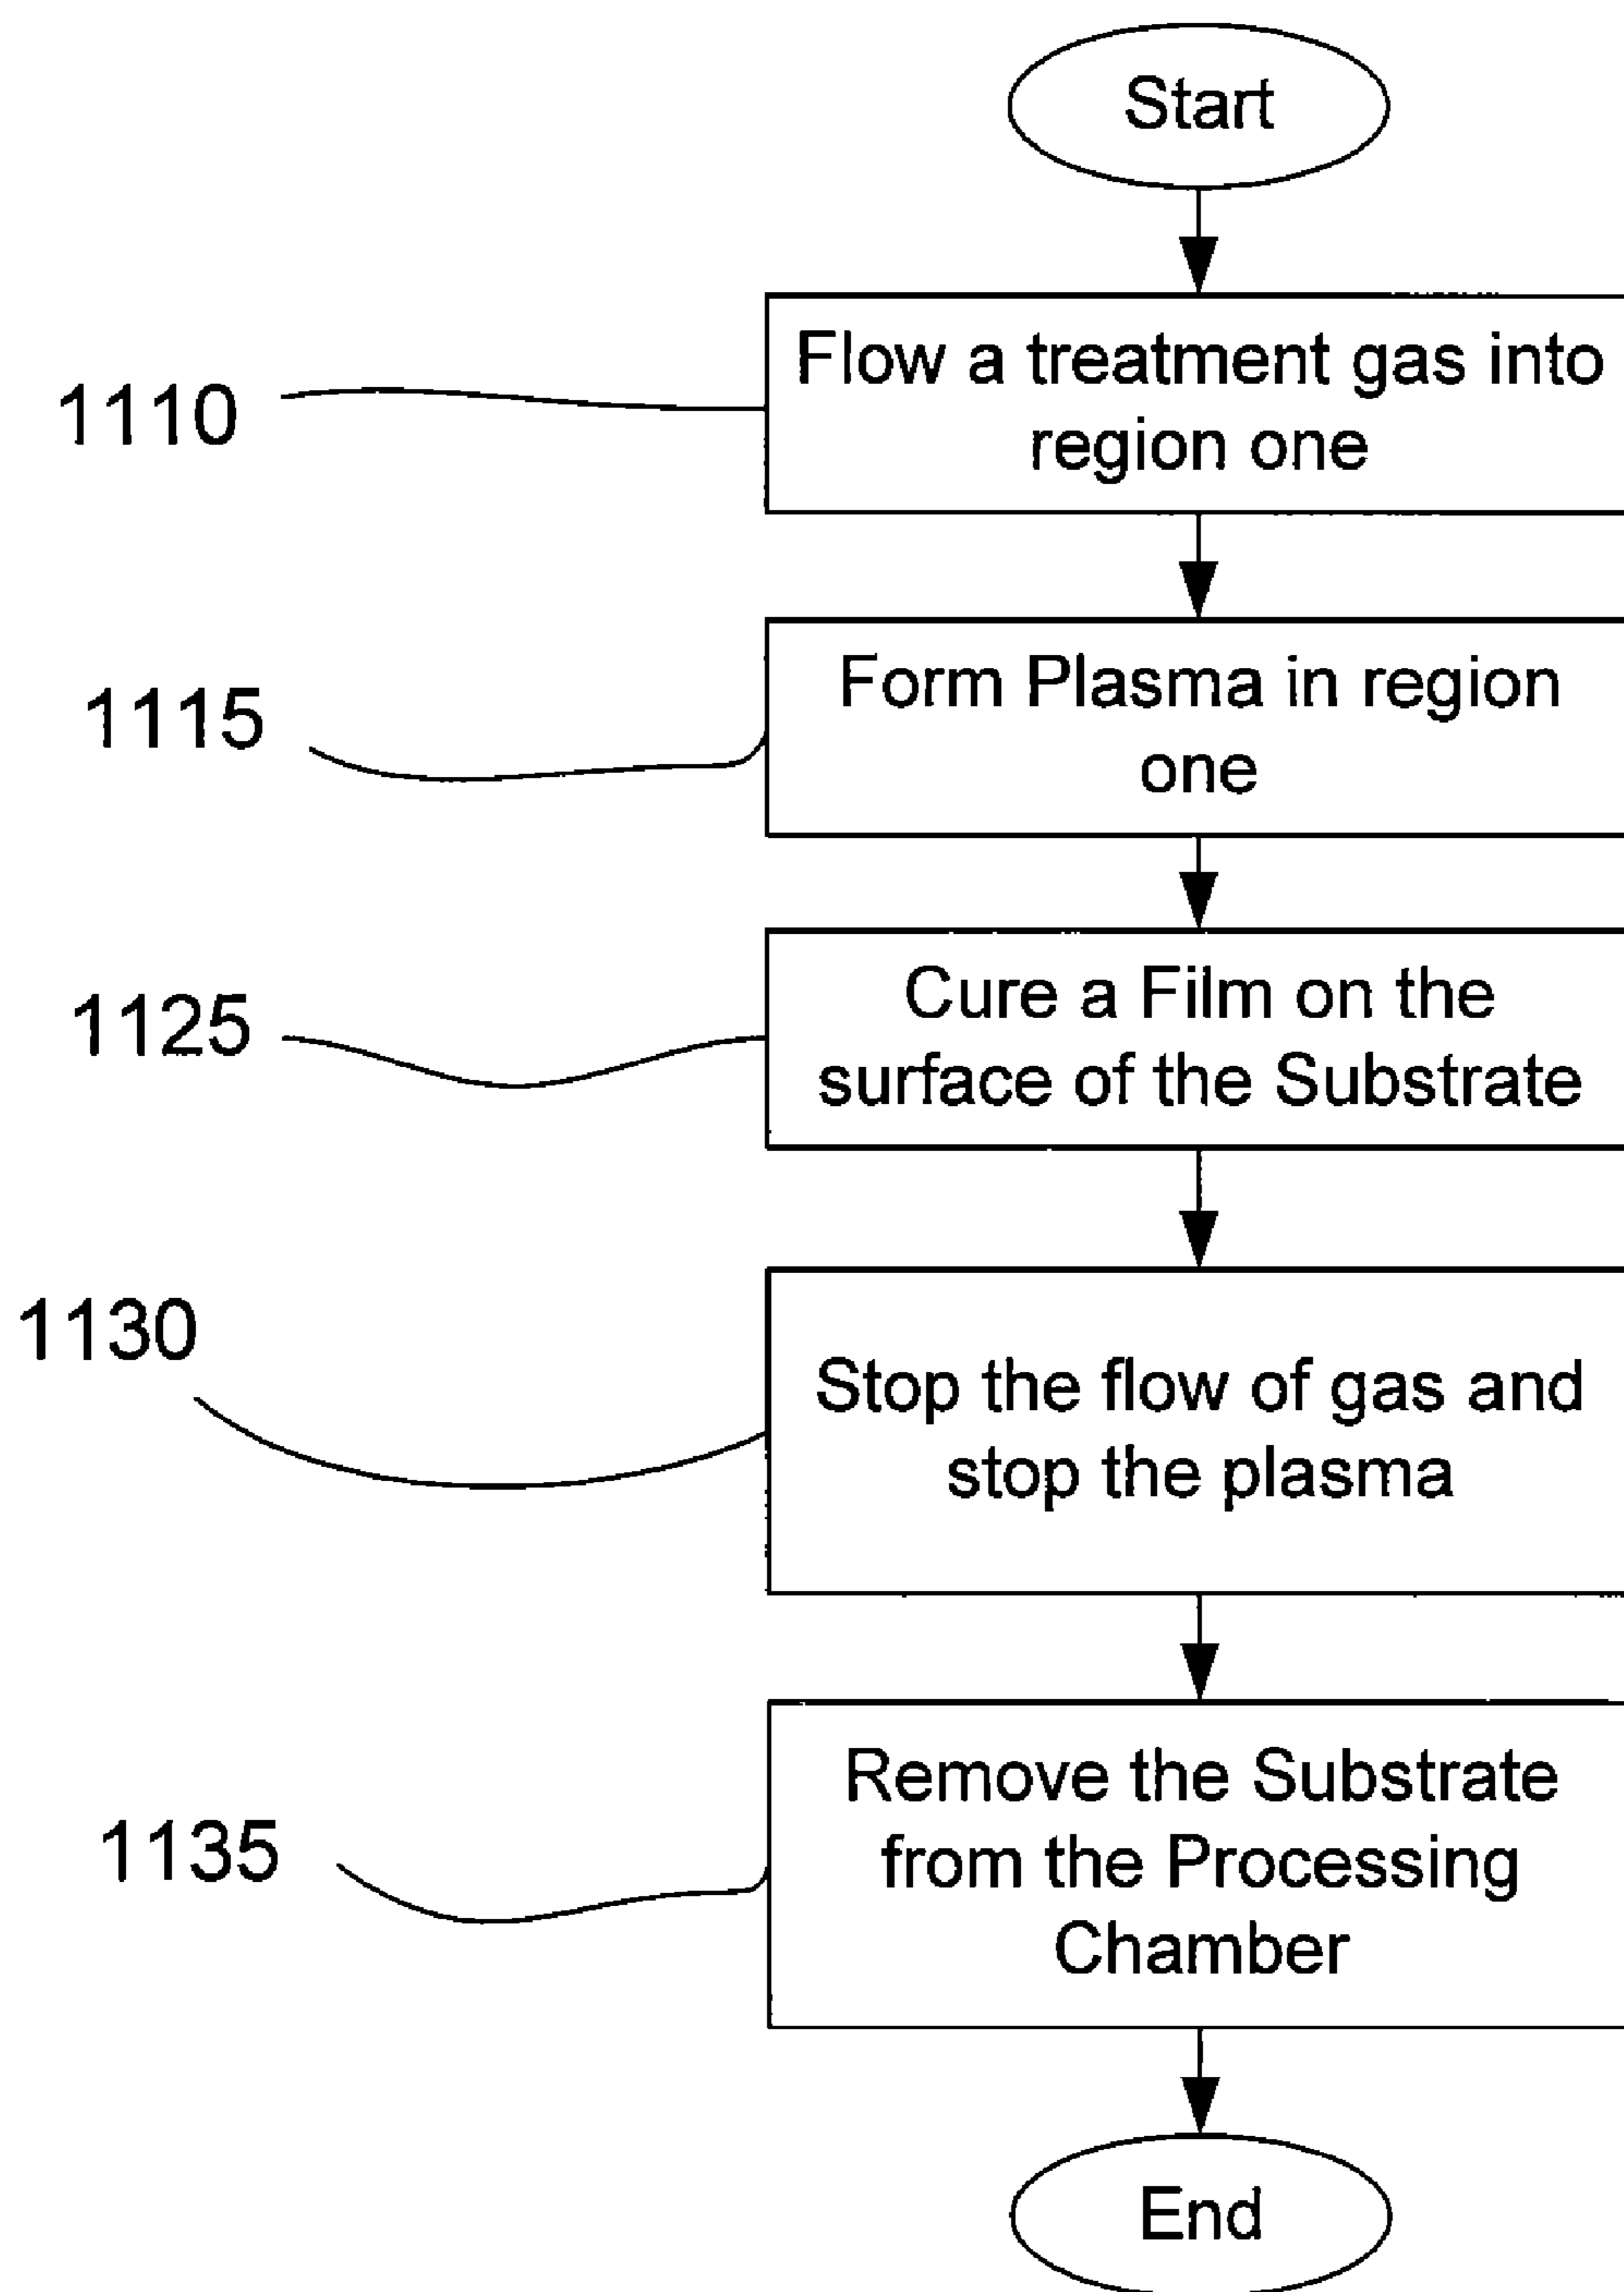 Start
1110
Flow a treatment gas into
region one
1115
Form Plasma in region
one
1125
Cure a Film on the
surface of the Substrate
1130
Stop the flow of gas and
stop the plasma
1135
Remove the Substrate
from the Processing
Chamber
End